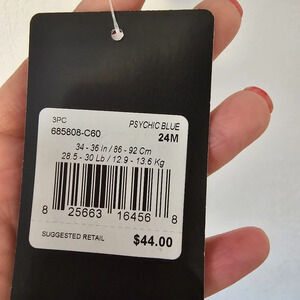 3PC
685808-C60
PSYCHIC BLUE
24M
34 - 36 In / 86 - 92 Cm
28.5 - 30 Lb / 12.9 - 13.6 Kg
8 25663 16456 8
SUGGESTED RETAIL
$44.00